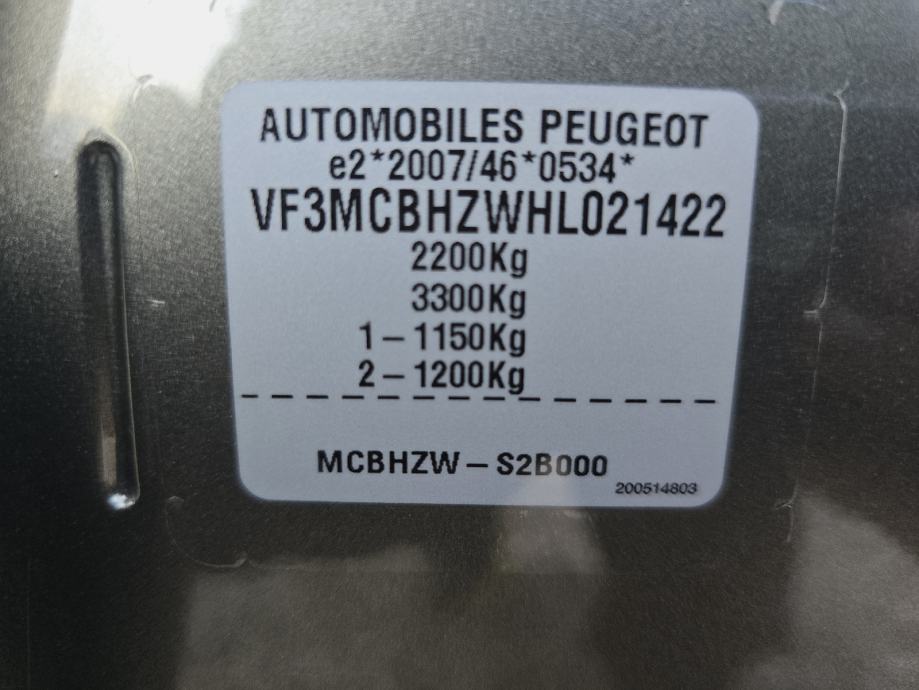 AUTOMOBILES PEUGEOT
e2*2007/46*0534*
VF3MCBHZWHL021422
2200Kg
3300Kg
1-1150Kg
2-1200Kg
MCBHZW-S2B000
200514803